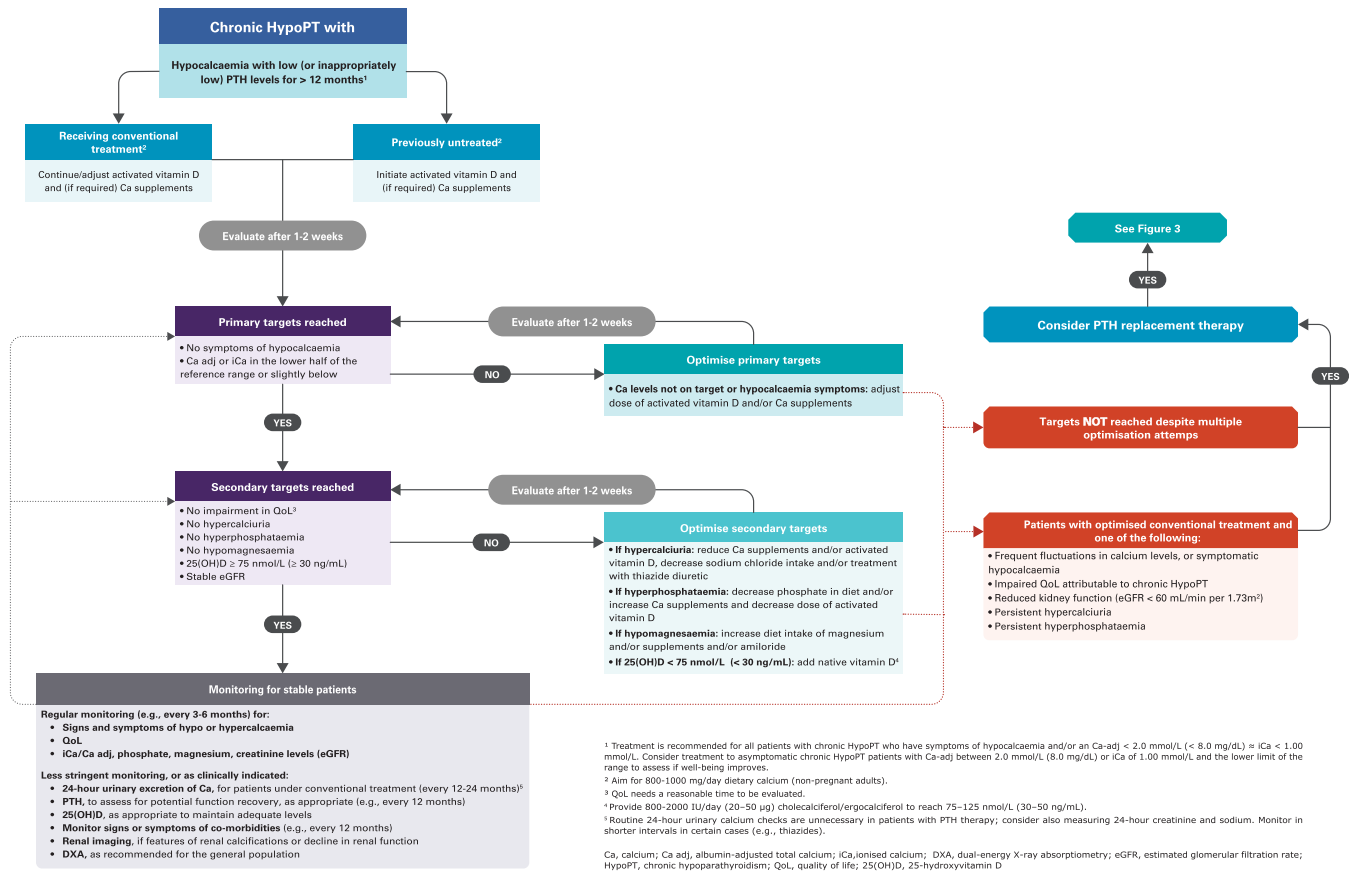 Chronic HypoPT with
Hypocalcaemia with low (or inappropriately
low) PTH levels for > 12 months¹
Receiving conventional
treatment²
Continue/adjust activated vitamin D
and (if required) Ca supplements
Previously untreated²
Initiate activated vitamin D and
(if required) Ca supplements
Evaluate after 1-2 weeks
Primary targets reached
• No symptoms of hypocalcaemia
• Ca adj or iCa in the lower half of the
reference range or slightly below
Evaluate after 1-2 weeks
NO
Optimise primary targets
• Ca levels not on target or hypocalcaemia symptoms: adjust
dose of activated vitamin D and/or Ca supplements
YES
Secondary targets reached
• No impairment in QoL³
• No hypercalciuria
• No hyperphosphataemia
• No hypomagnesaemia
• 25(OH)D ≥ 75 nmol/L (≥ 30 ng/mL)
• Stable eGFR
Evaluate after 1-2 weeks
NO
Optimise secondary targets
• If hypercalciuria: reduce Ca supplements and/or activated
vitamin D, decrease sodium chloride intake and/or treatment
with thiazide diuretic
• If hyperphosphataemia: decrease phosphate in diet and/or
increase Ca supplements and decrease dose of activated
vitamin D
• If hypomagnesaemia: increase diet intake of magnesium
and/or supplements and/or amiloride
• If 25(OH)D < 75 nmol/L (< 30 ng/mL): add native vitamin D⁴
YES
Monitoring for stable patients
Regular monitoring (e.g., every 3-6 months) for:
• Signs and symptoms of hypo or hypercalcaemia
• QoL
• iCa/Ca adj, phosphate, magnesium, creatinine levels (eGFR)
Less stringent monitoring, or as clinically indicated:
• 24-hour urinary excretion of Ca, for patients under conventional treatment (every 12-24 months)⁵
• PTH, to assess for potential function recovery, as appropriate (e.g., every 12 months)
• 25(OH)D, as appropriate to maintain adequate levels
• Monitor signs or symptoms of co-morbidities (e.g., every 12 months)
• Renal imaging, if features of renal calcifications or decline in renal function
• DXA, as recommended for the general population
See Figure 3
YES
Consider PTH replacement therapy
YES
Targets NOT reached despite multiple
optimisation attemps
Patients with optimised conventional treatment and
one of the following:
• Frequent fluctuations in calcium levels, or symptomatic
hypocalcaemia
• Impaired QoL attributable to chronic HypoPT
• Reduced kidney function (eGFR < 60 mL/min per 1.73m²)
• Persistent hypercalciuria
• Persistent hyperphosphataemia
¹ Treatment is recommended for all patients with chronic HypoPT who have symptoms of hypocalcaemia and/or an Ca-adj < 2.0 mmol/L (< 8.0 mg/dL) ≈ iCa < 1.00
mmol/L. Consider treatment to asymptomatic chronic HypoPT patients with Ca-adj between 2.0 mmol/L (8.0 mg/dL) or iCa of 1.00 mmol/L and the lower limit of the
range to assess if well-being improves.
² Aim for 800-1000 mg/day dietary calcium (non-pregnant adults).
³ QoL needs a reasonable time to be evaluated.
⁴ Provide 800-2000 IU/day (20–50 µg) cholecalciferol/ergocalciferol to reach 75–125 nmol/L (30–50 ng/mL).
⁵ Routine 24-hour urinary calcium checks are unnecessary in patients with PTH therapy; consider also measuring 24-hour creatinine and sodium. Monitor in
shorter intervals in certain cases (e.g., thiazides).
Ca, calcium; Ca adj, albumin-adjusted total calcium; iCa,ionised calcium; DXA, dual-energy X-ray absorptiometry; eGFR, estimated glomerular filtration rate;
HypoPT, chronic hypoparathyroidism; QoL, quality of life; 25(OH)D, 25-hydroxyvitamin D